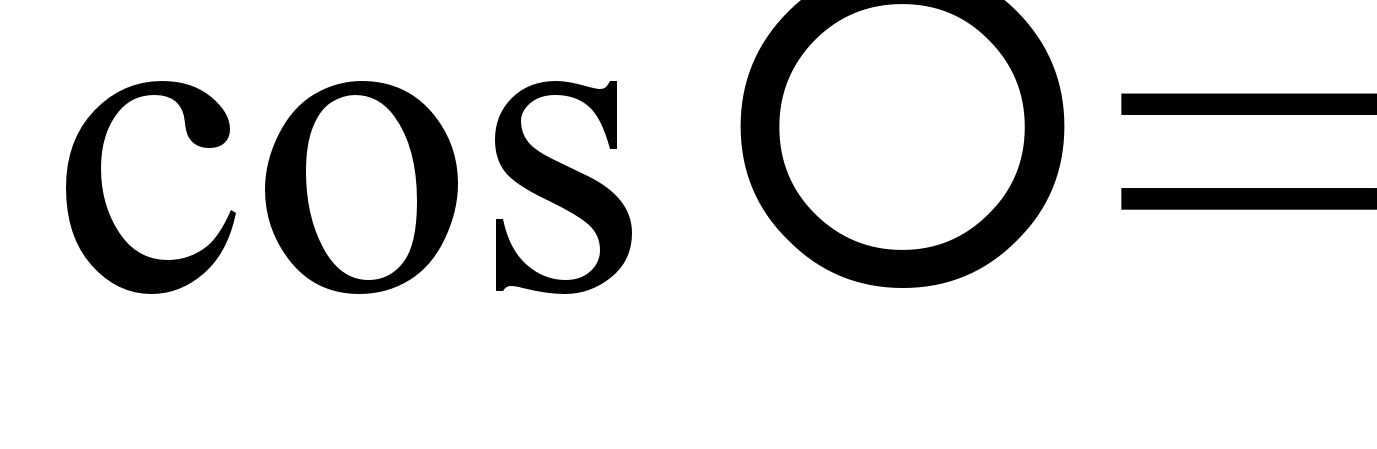 cos ○=